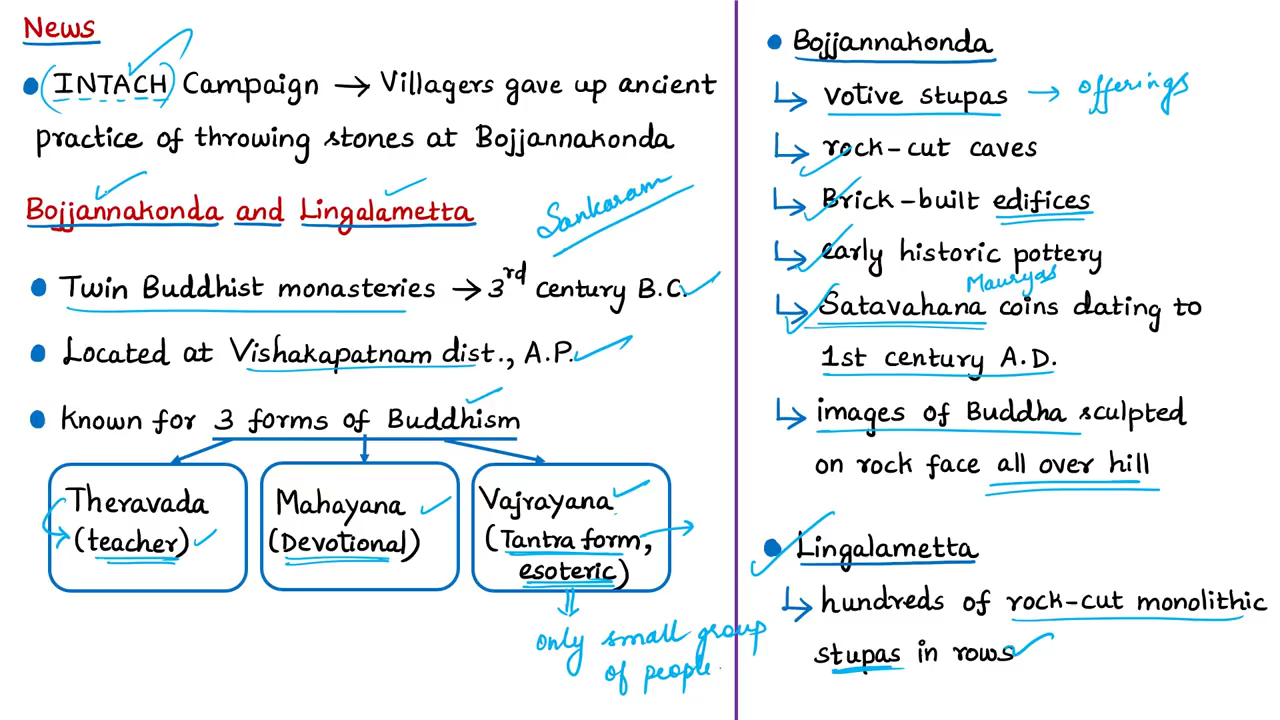 News
• (INTACH) Campaign → Villagers gave up ancient
practice of throwing stones at Bojjannakonda
Bojjannakonda and Lingalametta
Sankaram
• Twin Buddhist monasteries → 3rd century B.C.
• Located at Vishakapatnam dist., A.P.
• Known for 3 forms of Buddhism
Theravada
(teacher)
Mahayana
(Devotional)
Vajrayana
(Tantra form,
esoteric)
only small group
of people
• Bojjannakonda
votive stupas → offerings
rock-cut caves
Brick-built edifices
early historic pottery
Mauryas
Satavahana coins dating to
1st century A.D.
images of Buddha sculpted
on rock face all over hill
• Lingalametta
hundreds of rock-cut monolithic
stupas in rows